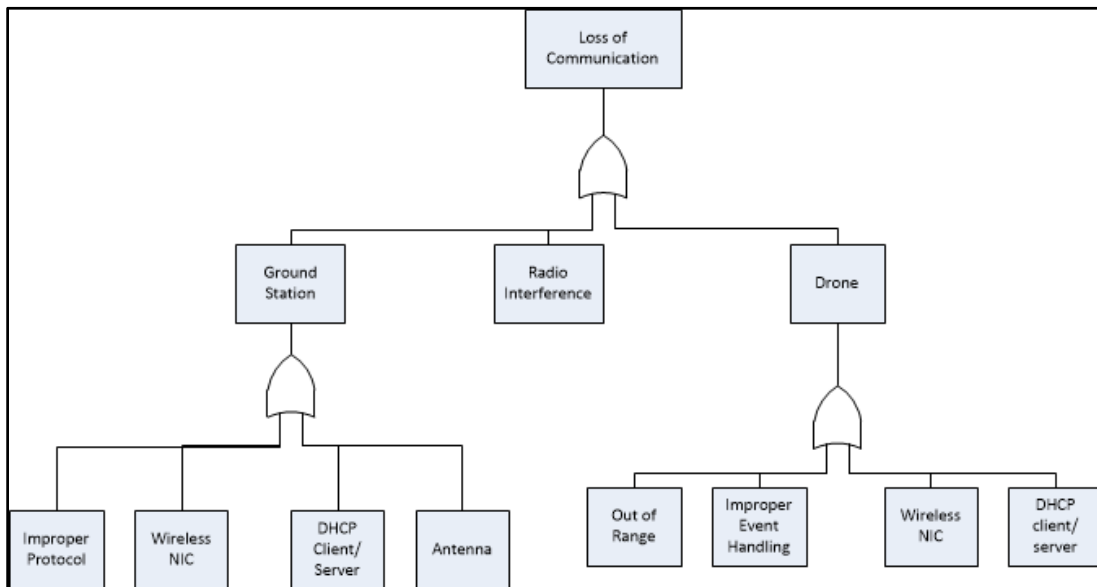 Loss of
Communication
Ground
Station
Radio
Interference
Drone
Improper
Protocol
Wireless
NIC
DHCP
Client/
Server
Antenna
Out of
Range
Improper
Event
Handling
Wireless
NIC
DHCP
client/
server